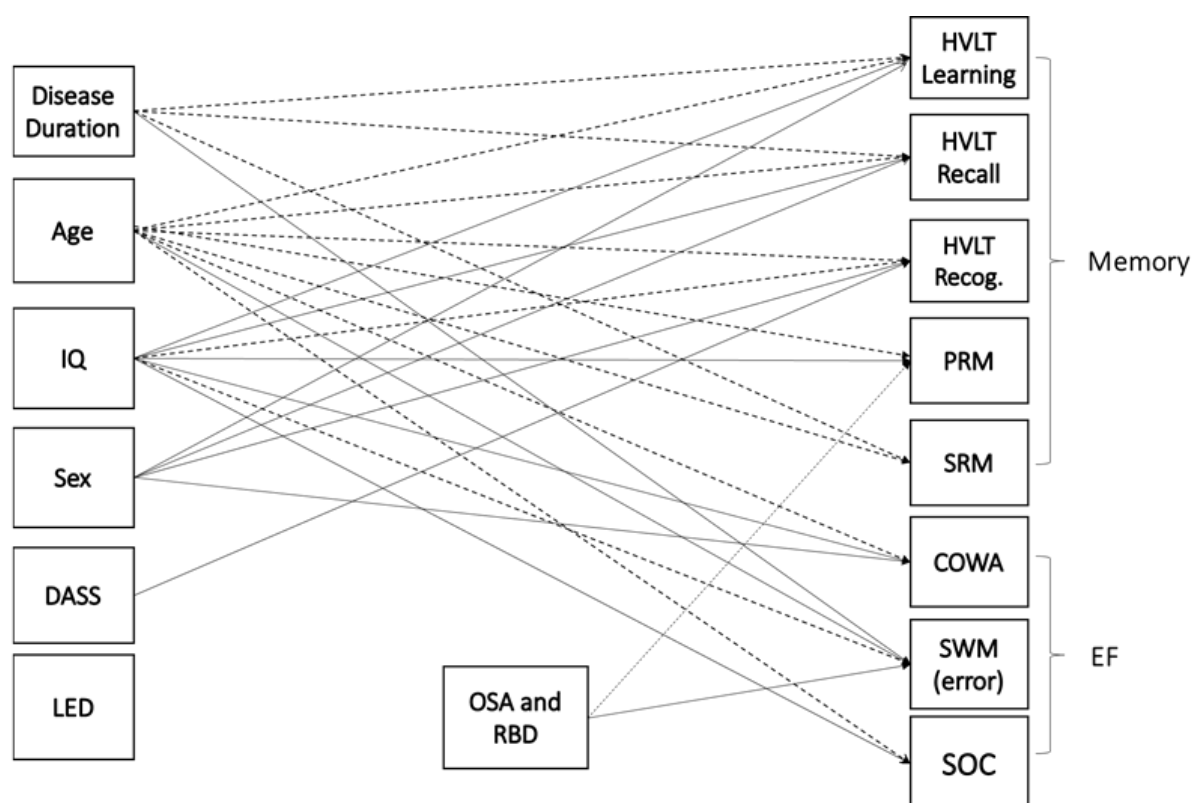 Disease
Duration
Age
IQ
Sex
DASS
LED
OSA and
RBD
HVLT
Learning
HVLT
Recall
HVLT
Recog.
PRM
SRM
COWA
SWM
(error)
SOC
Memory
EF